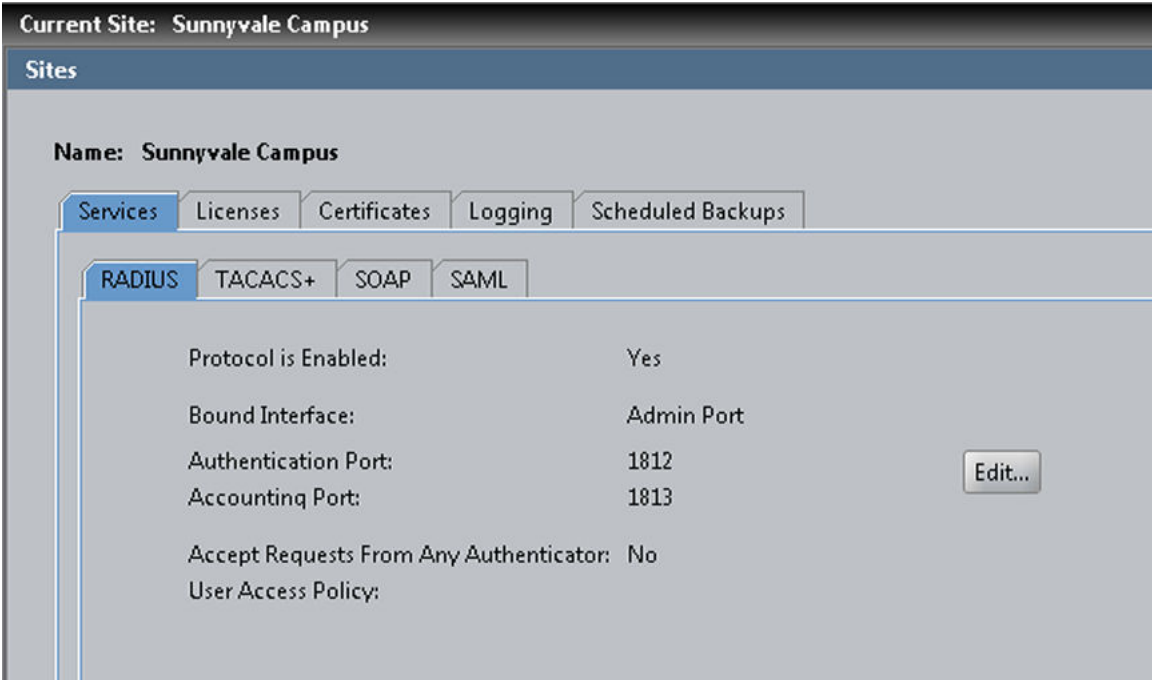 Current Site: Sunnyvale Campus
Sites
Name: Sunnyvale Campus
Services Licenses Certificates Logging Scheduled Backups
RADIUS TACACS+ SOAP SAML
Protocol is Enabled: Yes
Bound Interface: Admin Port
Authentication Port: 1812
Edit...
Accounting Port: 1813
Accept Requests From Any Authenticator: No
User Access Policy: